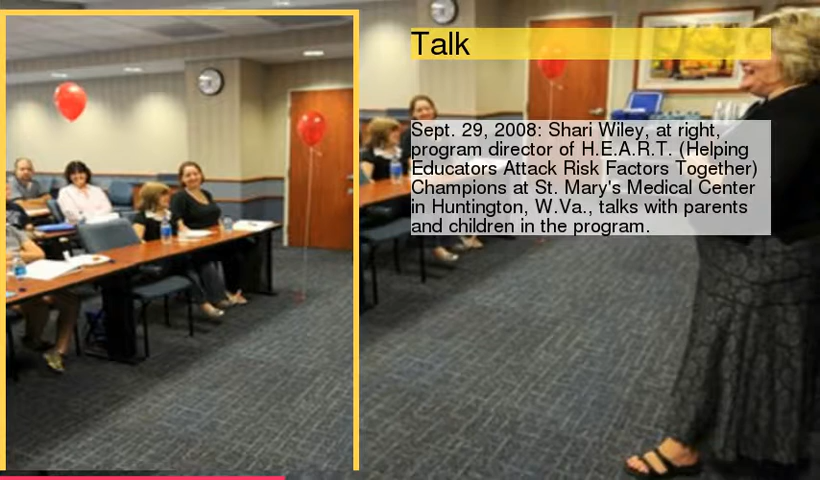 Talk
Sept. 29, 2008: Shari Wiley, at right,
program director of H.E.A.R.T. (Helping
Educators Attack Risk Factors Together)
Champions at St. Mary's Medical Center
in Huntington, W.Va., talks with parents
and children in the program.